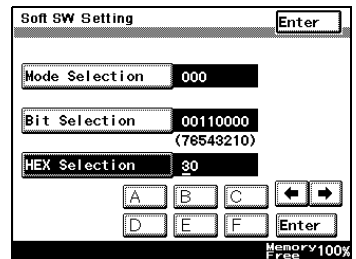 Soft SW Setting
Enter
Mode Selection 000
Bit Selection 00110000
(76543210)
HEX Selection 30
A B C
D E F Enter
Memory Free 100%